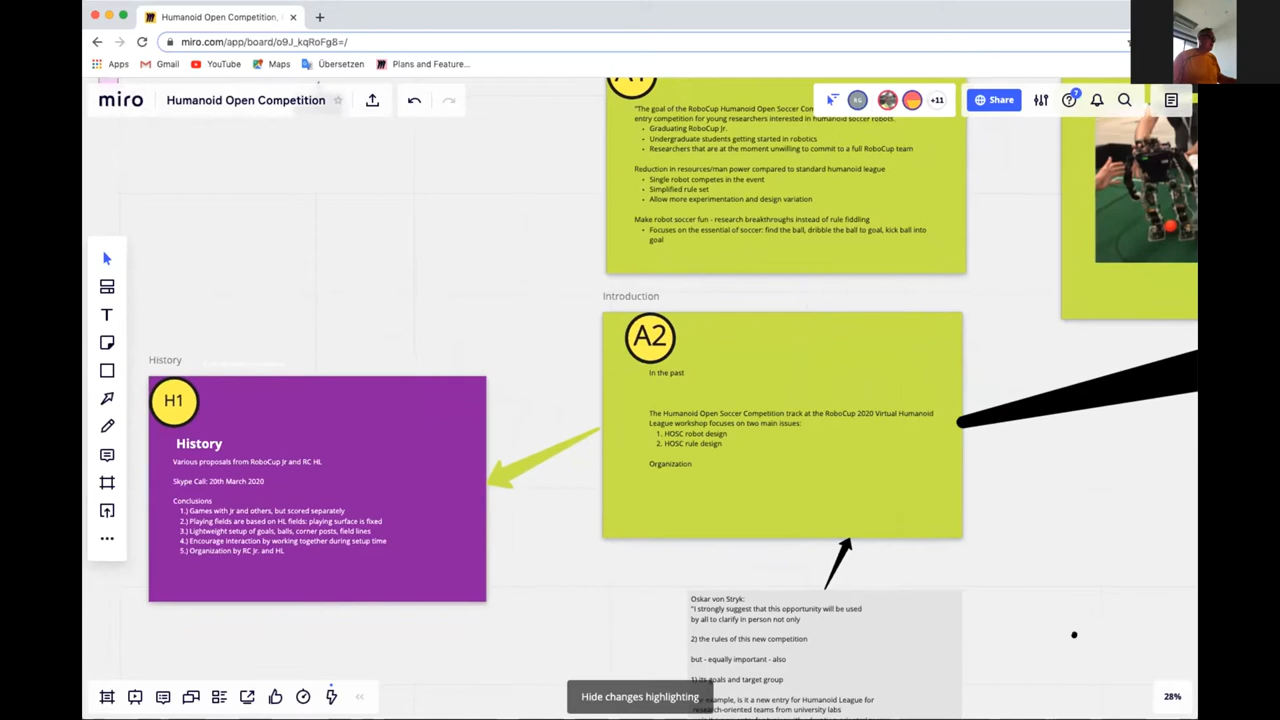 Humanoid Open Competition,
miro.com/app/board/o9J_kqRoFg8=/
Apps
Gmail
YouTube
Maps
Übersetzen
Plans and Feature...
miro
Humanoid Open Competition
RG
+11
Share
7
"The goal of the RoboCup Humanoid Open Soccer
entry competition for young researchers interested in humanoid soccer robots.
• Graduating RoboCup Jr.
• Undergraduate students getting started in robotics
• Researchers that are at the moment unwilling to commit to a full RoboCup team
Reduction in resources/man power compared to standard humanoid league
• Single robot competes in the event
• Simplified rule set
• Allow more experimentation and design variation
Make robot soccer fun - research breakthroughs instead of rule fiddling
• Focuses on the essential of soccer: find the ball, dribble the ball to goal, kick ball into
goal
Introduction
A2
In the past
The Humanoid Open Soccer Competition track at the RoboCup 2020 Virtual Humanoid
League workshop focuses on two main issues:
1. HOSC robot design
2. HOSC rule design
Organization
History
H1
History
Various proposals from RoboCup Jr and RC HL
Skype Call: 20th March 2020
Conclusions
1.) Games with Jr and others, but scored separately
2.) Playing fields are based on HL fields: playing surface is fixed
3.) Lightweight setup of goals, balls, corner posts, field lines
4.) Encourage interaction by working together during setup time
5.) Organization by RC Jr. and HL
Oskar von Stryk:
"I strongly suggest that this opportunity will be used
by all to clarify in person not only
2) the rules of this new competition
but - equally important - also
1) its goals and target group
example, is it a new entry for Humanoid League for
research-oriented teams from university labs
Hide changes highlighting
28%